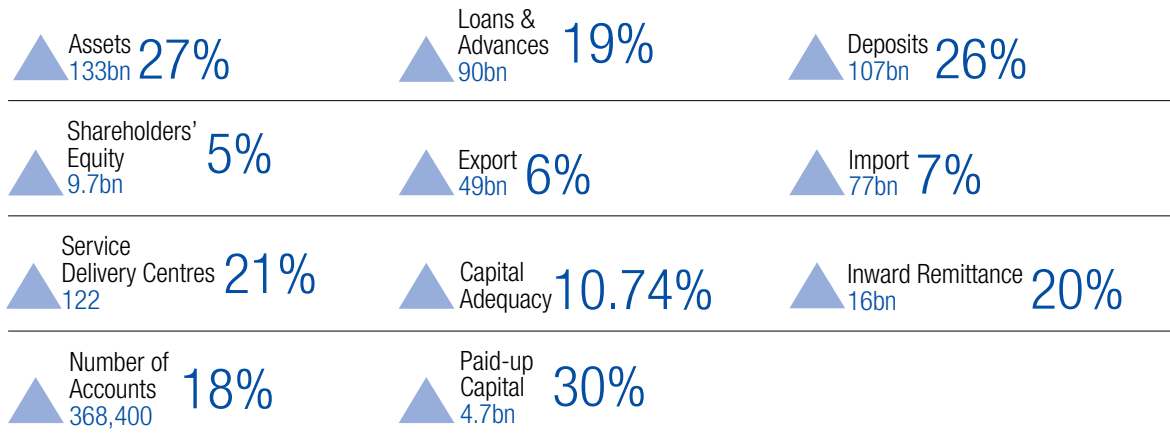 Assets
133bn
27%
Loans &
Advances
90bn
19%
Deposits
107bn
26%
Shareholders’
Equity
9.7bn
5%
Export
49bn
6%
Import
77bn
7%
Service
Delivery Centres
122
21%
Capital
Adequacy
10.74%
Inward Remittance
16bn
20%
Number of
Accounts
368,400
18%
Paid-up
Capital
4.7bn
30%